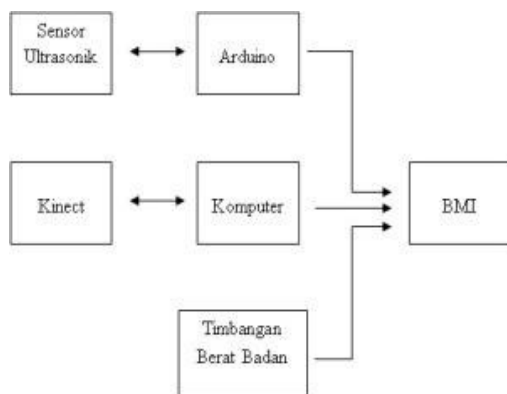 Sensor
Ultrasonik
Arduino
Kinect
Komputer
BMI
Timbangan
Berat Badan